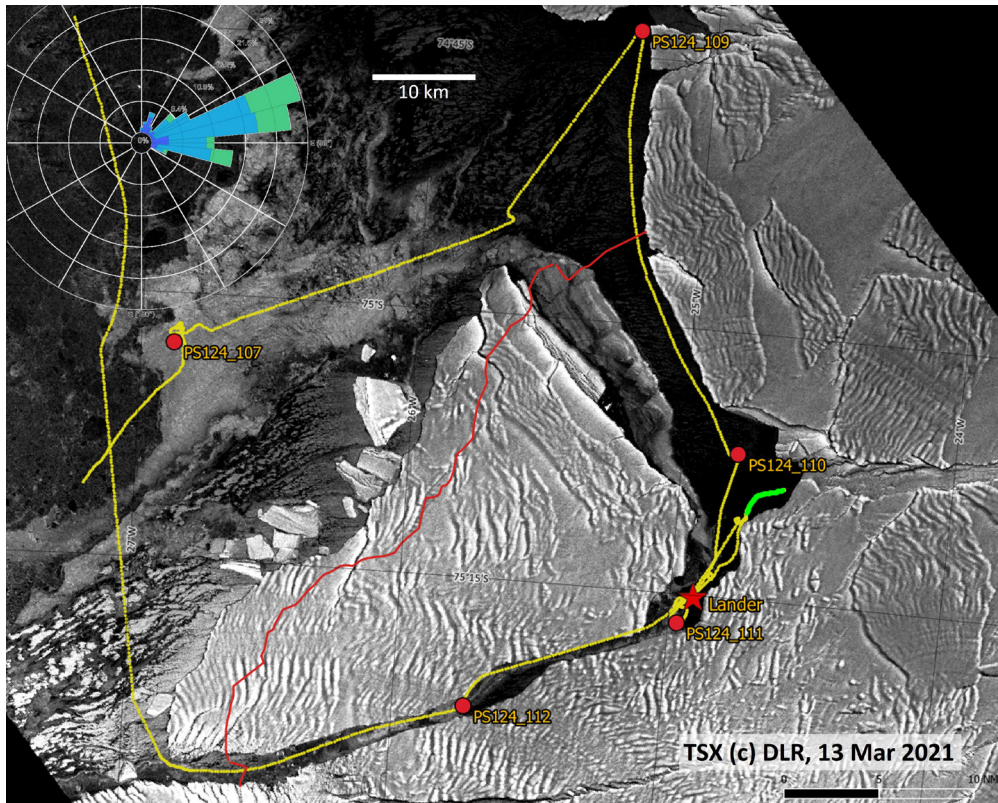 74°45'S
PS124_109
10 km
0%
25°W
75°S
PS124_107
26°W
24°W
PS124_110
27°W
75°15'S
Lander
PS124_111
PS124_112
TSX (c) DLR, 13 Mar 2021
0 5 10 NM